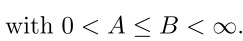 with 0 < A ≤ B < ∞.